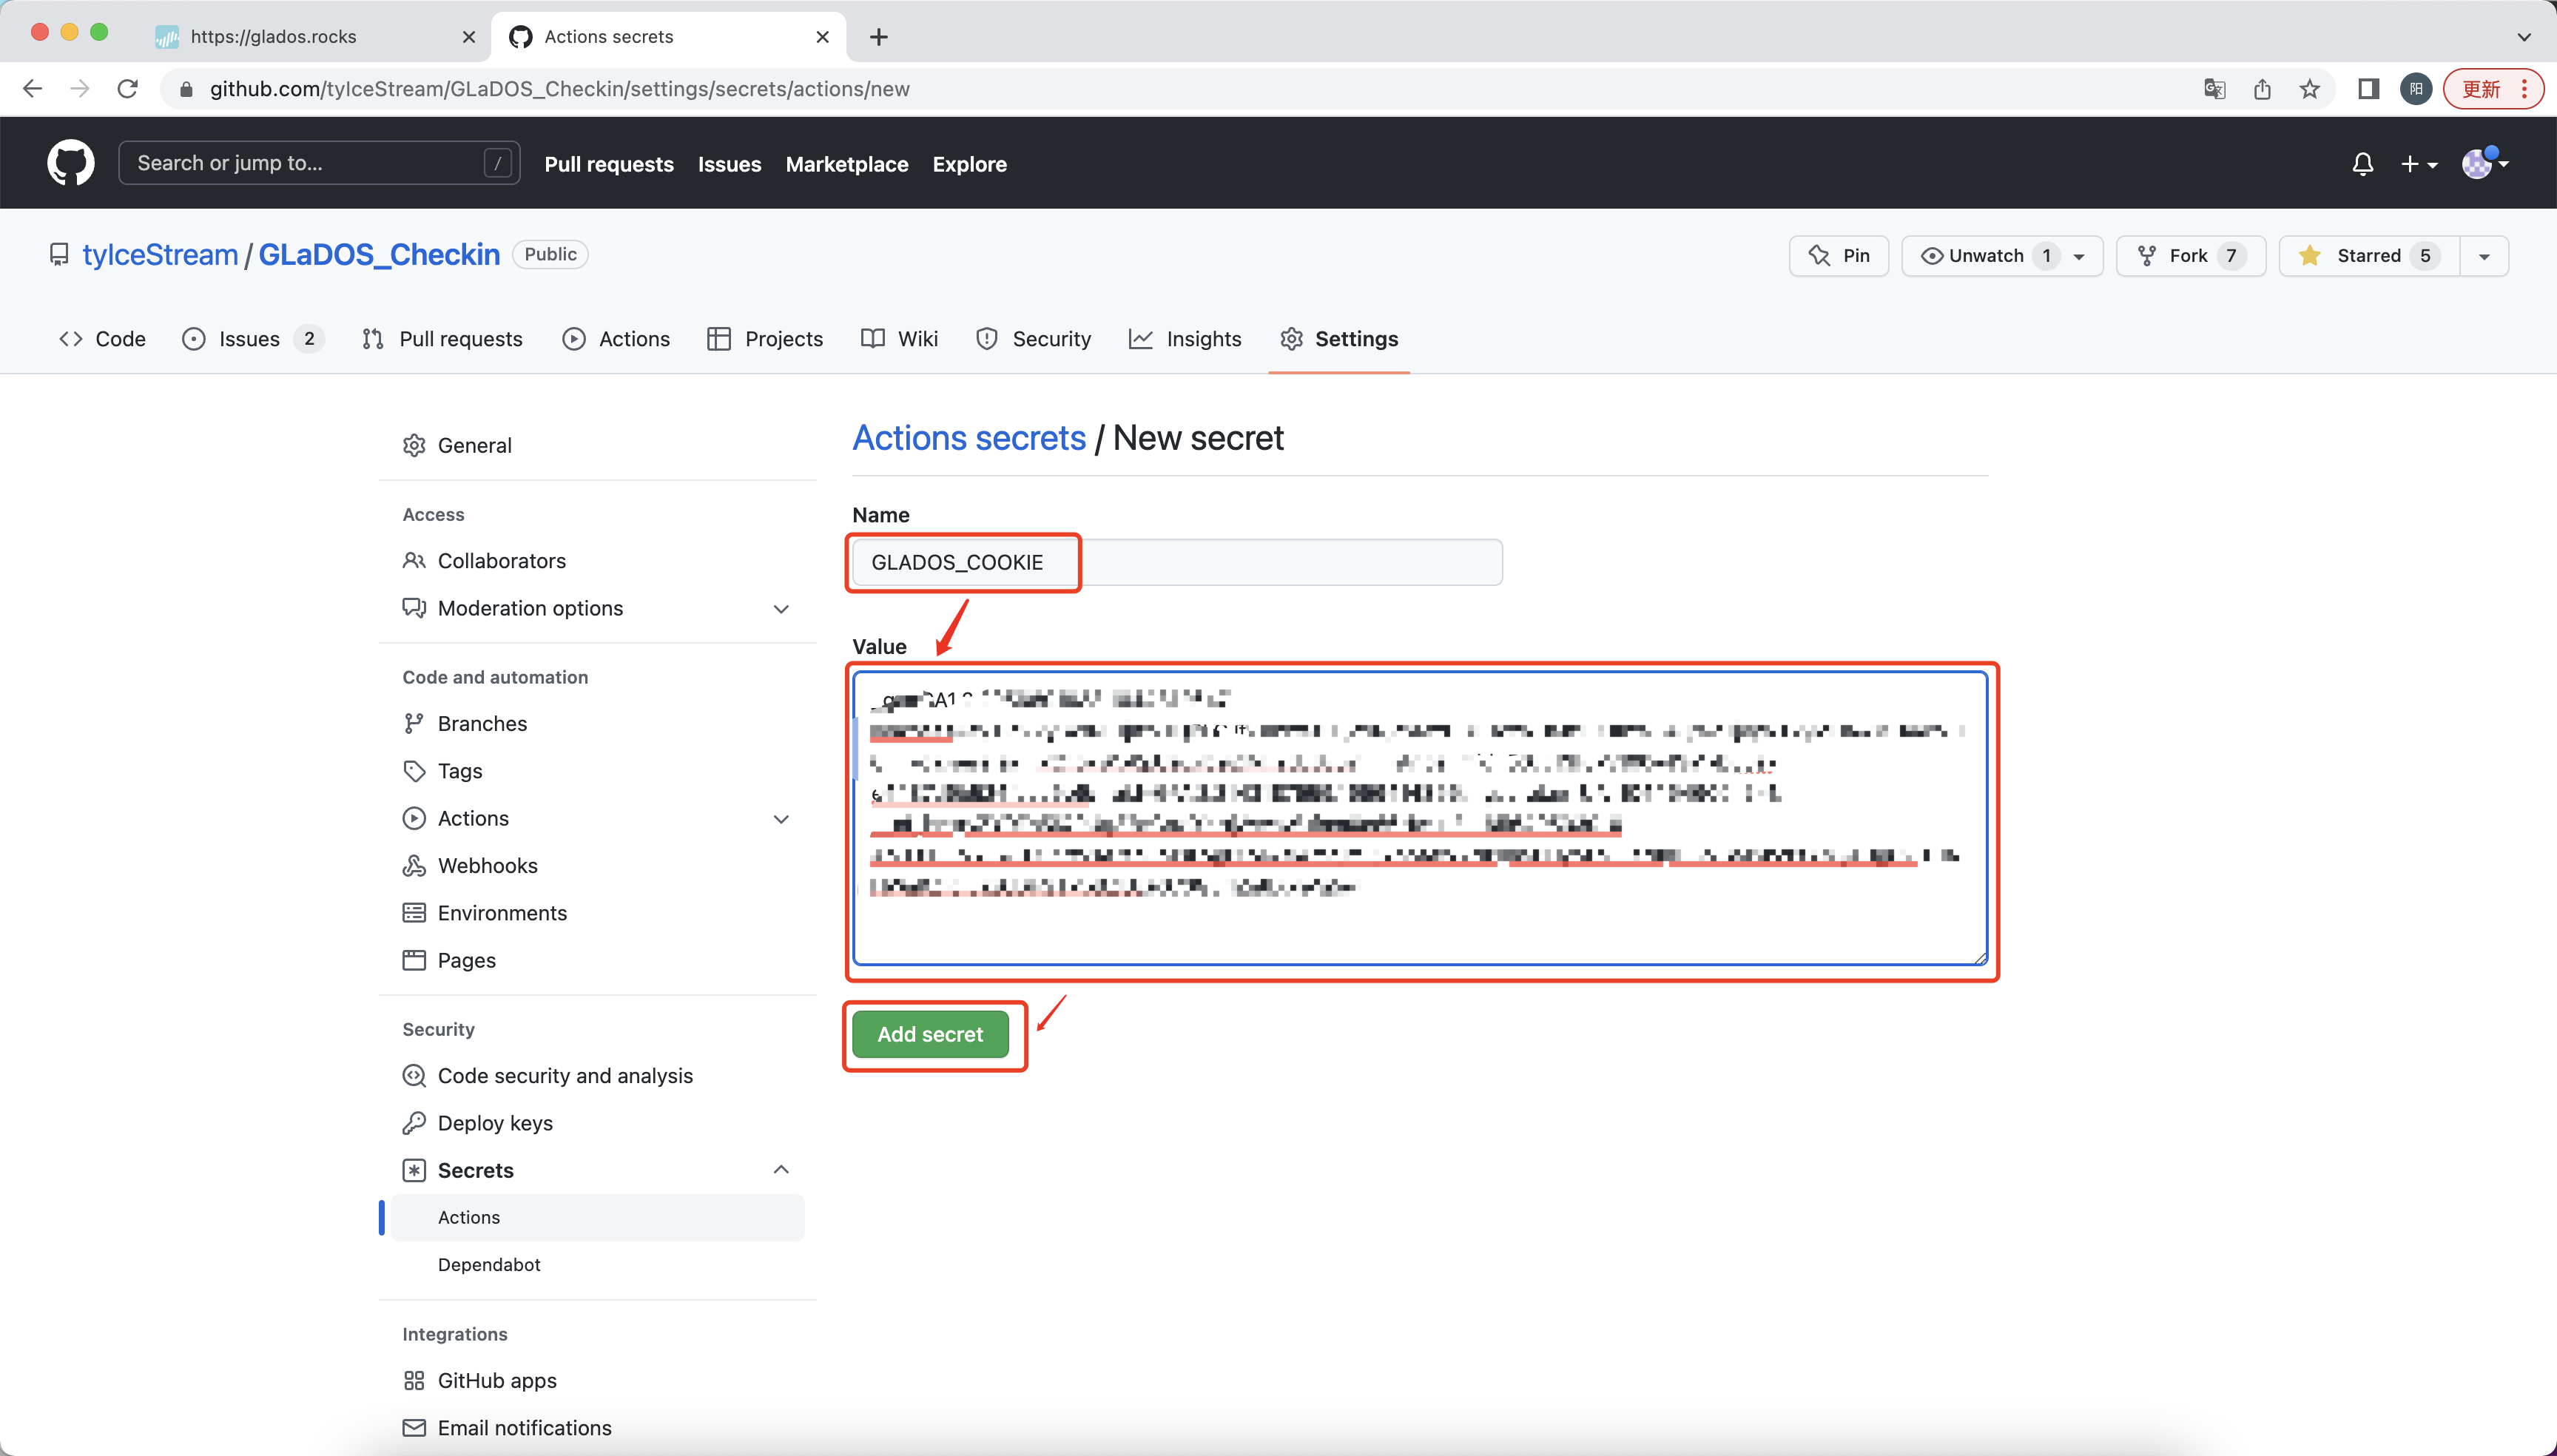 https://glados.rocks
Actions secrets
github.com/tyIceStream/GLaDOS_Checkin/settings/secrets/actions/new
阳
更新
Search or jump to...
/
Pull requests
Issues
Marketplace
Explore
tyIceStream / GLaDOS_Checkin
Public
Pin
Unwatch 1
Fork 7
Starred 5
Code
Issues 2
Pull requests
Actions
Projects
Wiki
Security
Insights
Settings
General
Access
Collaborators
Moderation options
Code and automation
Branches
Tags
Actions
Webhooks
Environments
Pages
Security
Code security and analysis
Deploy keys
Secrets
Actions
Dependabot
Integrations
GitHub apps
Email notifications
Actions secrets / New secret
Name
GLADOS_COOKIE
Value
Add secret